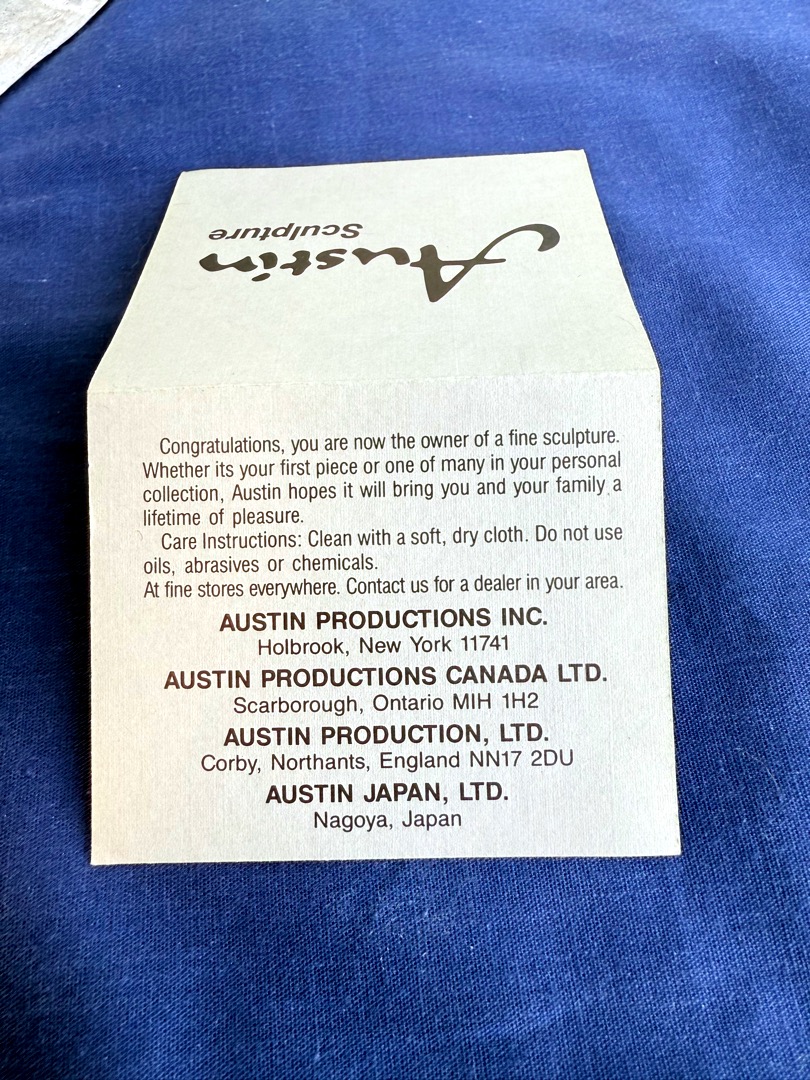 Austin
Sculpture
Congratulations, you are now the owner of a fine sculpture.
Whether its your first piece or one of many in your personal
collection, Austin hopes it will bring you and your family a
lifetime of pleasure.
Care Instructions: Clean with a soft, dry cloth. Do not use
oils, abrasives or chemicals.
At fine stores everywhere. Contact us for a dealer in your area.
AUSTIN PRODUCTIONS INC.
Holbrook, New York 11741
AUSTIN PRODUCTIONS CANADA LTD.
Scarborough, Ontario MIH 1H2
AUSTIN PRODUCTION, LTD.
Corby, Northants, England NN17 2DU
AUSTIN JAPAN, LTD.
Nagoya, Japan